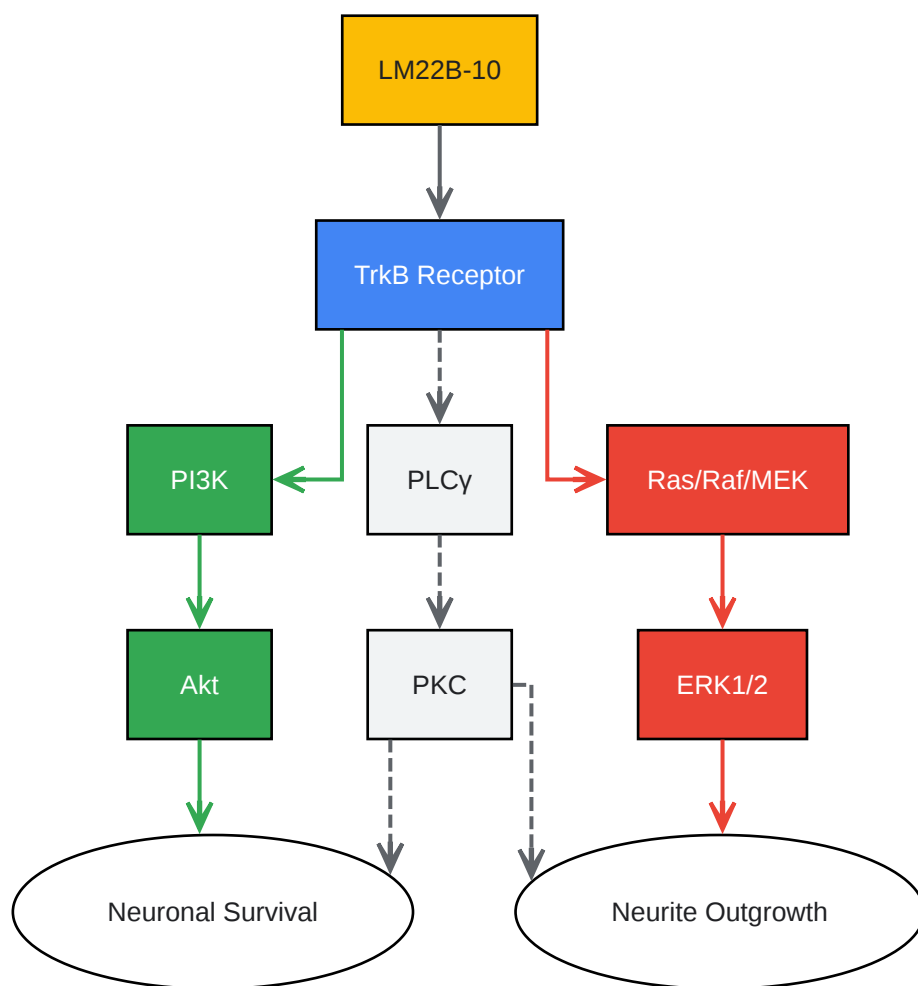 LM22B-10
TrkB Receptor
PI3K
PLCγ
Ras/Raf/MEK
Akt
PKC
ERK1/2
Neuronal Survival
Neurite Outgrowth